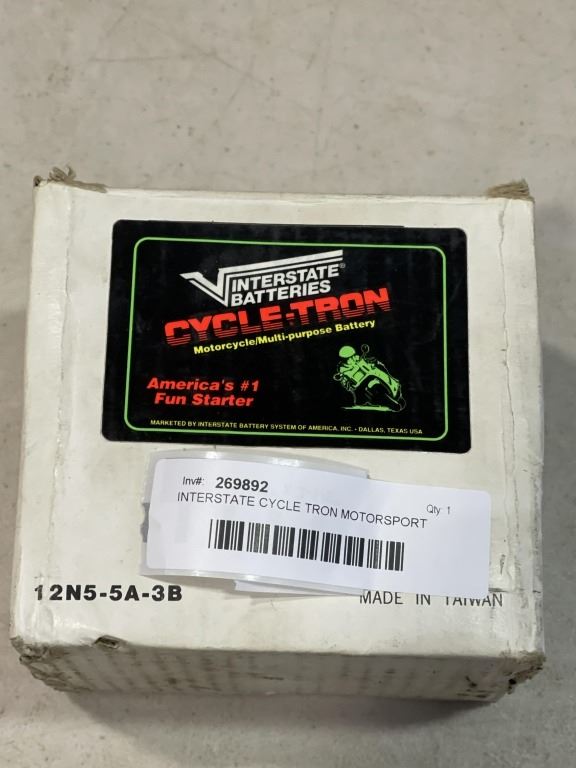 INTERSTATE®
BATTERIES
CYCLE-TRON
Motorcycle/Multi-purpose Battery
America's #1
Fun Starter
MARKETED BY INTERSTATE BATTERY SYSTEM OF AMERICA, INC. - DALLAS, TEXAS USA
Inv#: 269892 Qty: 1
INTERSTATE CYCLE TRON MOTORSPORT
12N5-5A-3B MADE IN TAIWAN